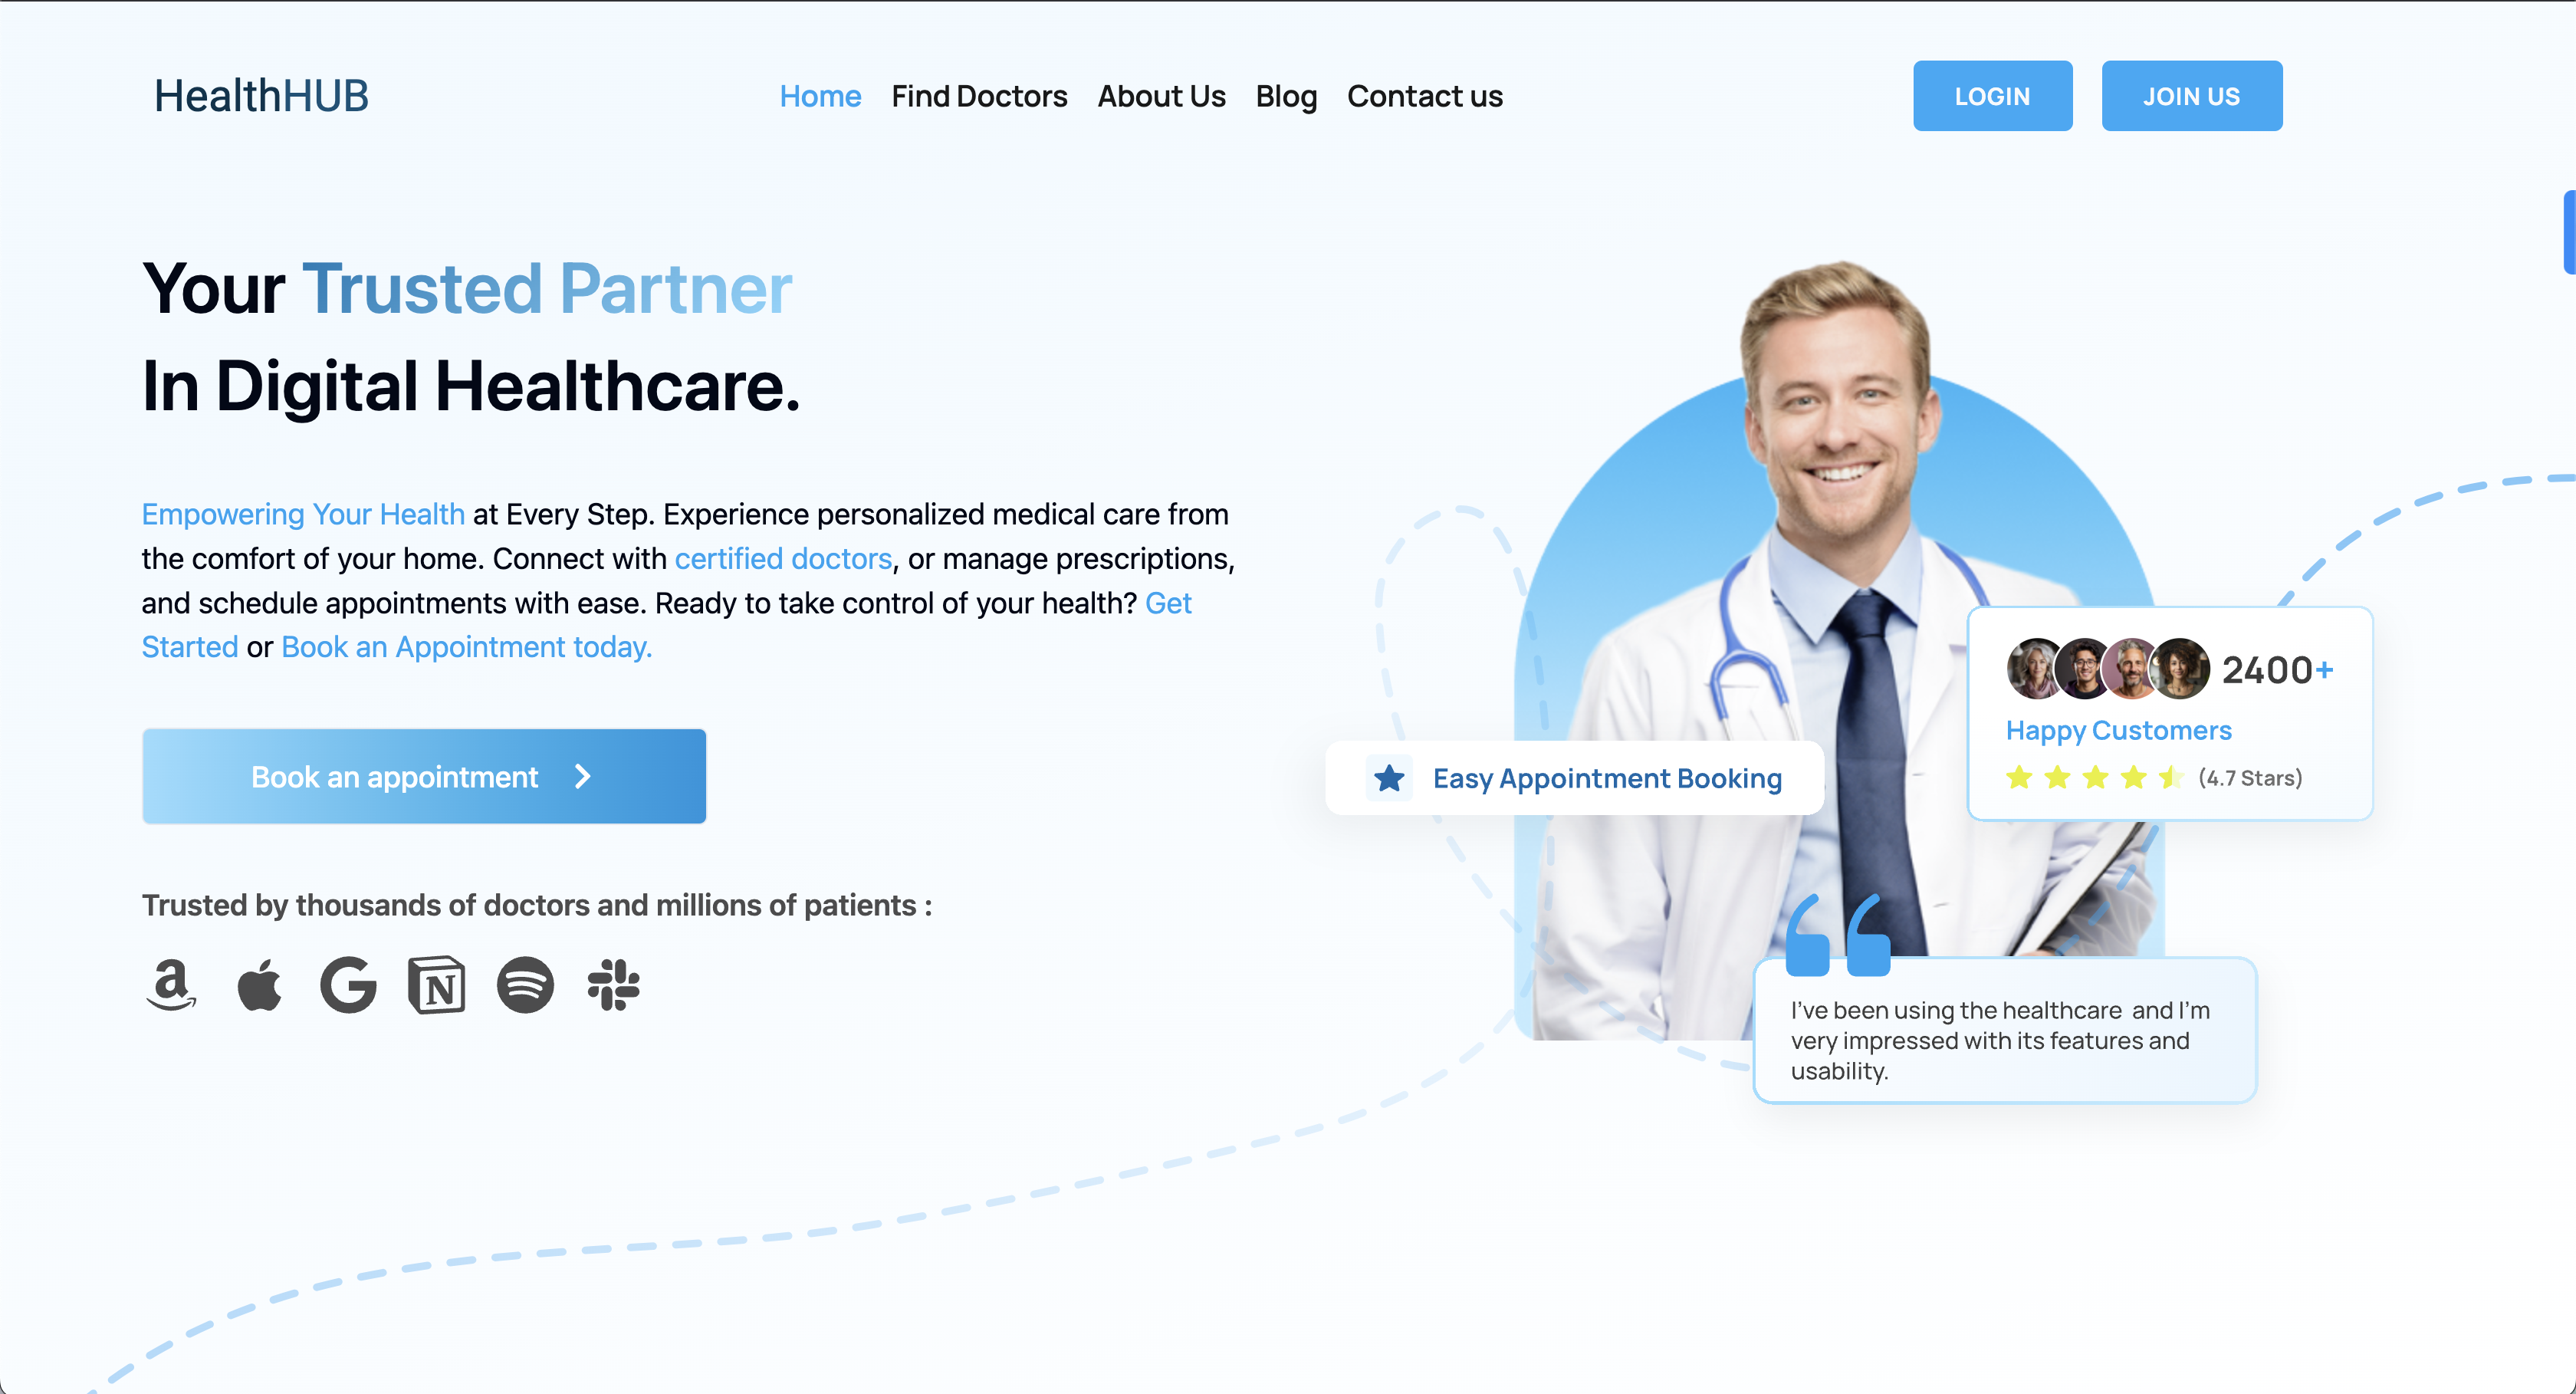 HealthHUB
Home Find Doctors About Us Blog Contact us
LOGIN JOIN US
Your Trusted Partner
In Digital Healthcare.
Empowering Your Health at Every Step. Experience personalized medical care from
the comfort of your home. Connect with certified doctors, or manage prescriptions,
and schedule appointments with ease. Ready to take control of your health? Get
Started or Book an Appointment today.
Book an appointment
Trusted by thousands of doctors and millions of patients :
2400+
Happy Customers
(4.7 Stars)
Easy Appointment Booking
I've been using the healthcare  and I'm
very impressed with its features and
usability.